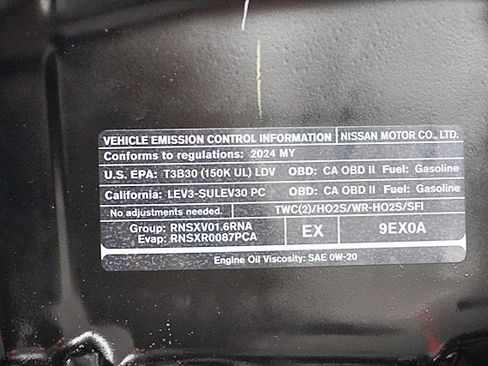 VEHICLE EMISSION CONTROL INFORMATION NISSAN MOTOR CO., LTD.
Conforms to regulations: 2024 MY
U.S. EPA: T3B30 (150K UL) LDV OBD: CA OBD II Fuel: Gasoline
California: LEV3-SULEV30 PC OBD: CA OBD II Fuel: Gasoline
No adjustments needed. TWC(2)/HO2S/WR-HO2S/SFI
Group: RNSXV01.6RNA
Evap: RNSXR0087PCA
EX 9EX0A
Engine Oil Viscosity: SAE 0W-20